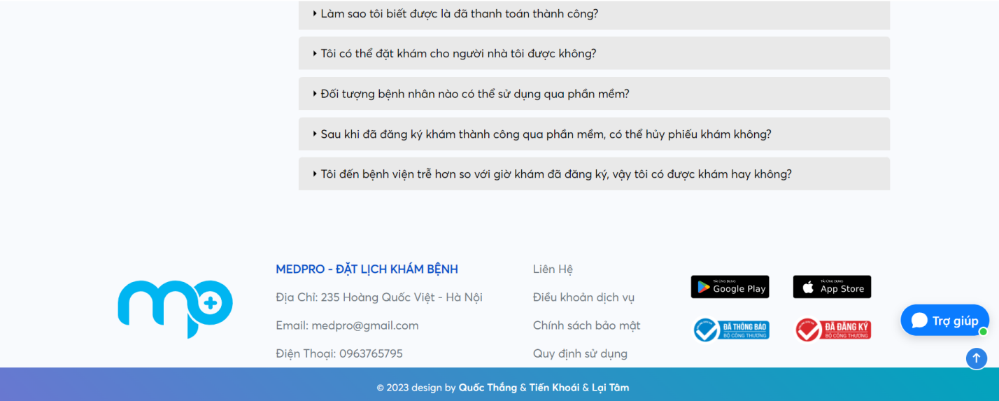 Làm sao tôi biết được là đã thanh toán thành công?
Tôi có thể đặt khám cho người nhà tôi được không?
Đối tượng bệnh nhân nào có thể sử dụng qua phần mềm?
Sau khi đã đăng ký khám thành công qua phần mềm, có thể hủy phiếu khám không?
Tôi đến bệnh viện trễ hơn so với giờ khám đã đăng ký, vậy tôi có được khám hay không?
mp
MEDPRO - ĐẶT LỊCH KHÁM BỆNH
Địa Chỉ: 235 Hoàng Quốc Việt - Hà Nội
Email: medpro@gmail.com
Điện Thoại: 0963765795
Liên Hệ
Điều khoản dịch vụ
Chính sách bảo mật
Quy định sử dụng
TẢI ỨNG DỤNG
Google Play
TẢI ỨNG DỤNG
App Store
ĐÃ THÔNG BÁO
BỘ CÔNG THƯƠNG
ĐÃ ĐĂNG KÝ
BỘ CÔNG THƯƠNG
Trợ giúp
© 2023 design by Quốc Thắng & Tiến Khoái & Lại Tâm